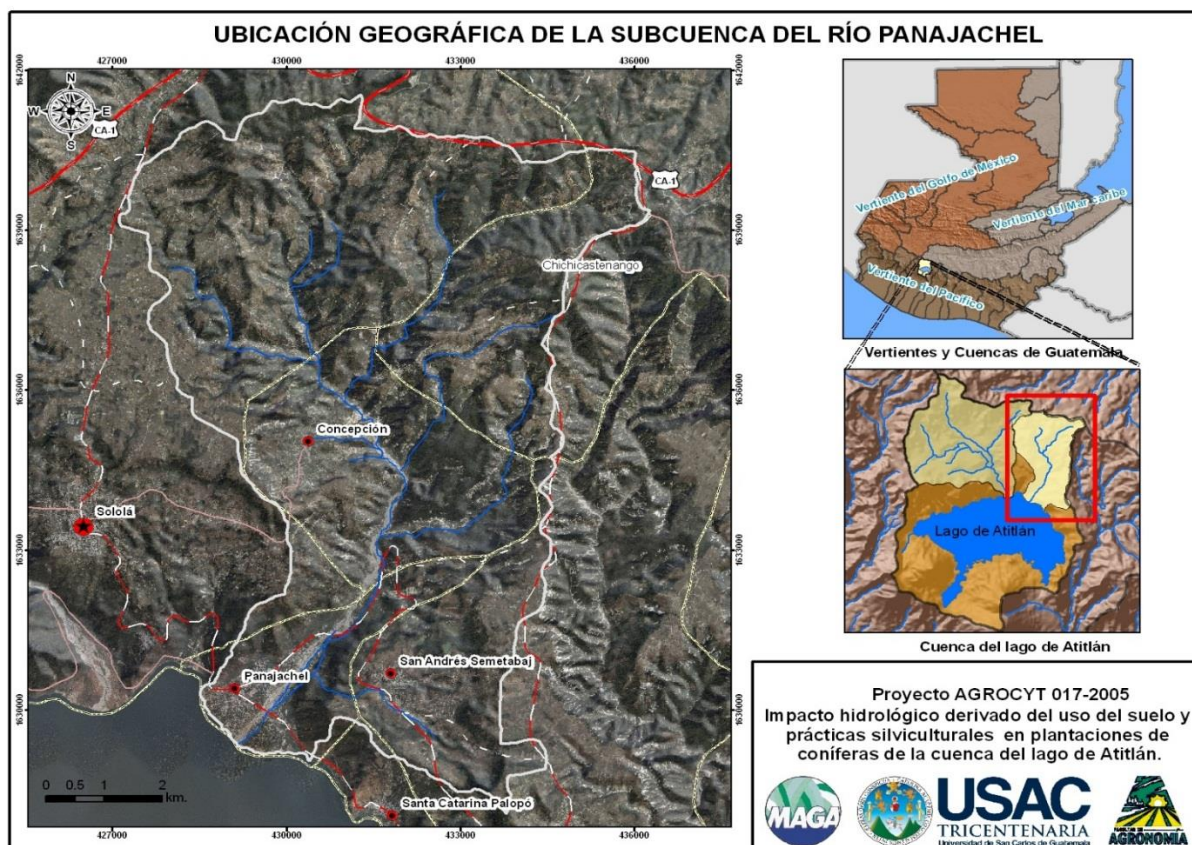 UBICACIÓN GEOGRÁFICA DE LA SUBCUENCA DEL RÍO PANAJACHEL
427000 430000 433000 436000
1642000 1642000
N
W E
S
CA-1
CA-1
1639000 1639000
Chichicastenango
1636000 1636000
Concepción
Sololá
1633000 1633000
San Andrés Semetabaj
Panajachel
1630000 1630000
0 0.5 1 2
km.
Santa Catarina Palopó
427000 430000 433000 436000
Vertiente del Golfo de México
Vertiente del Mar caribe
Vertiente del Pacífico
Vertientes y Cuencas de Guatemala
Lago de Atitlán
Cuenca del lago de Atitlán
Proyecto AGROCYT 017-2005
Impacto hidrológico derivado del uso del suelo y
prácticas silviculturales en plantaciones de
coníferas de la cuenca del lago de Atitlán.
MAGA
USAC
TRICENTENARIA
Universidad de San Carlos de Guatemala
FACULTAD DE
AGRONOMÍA